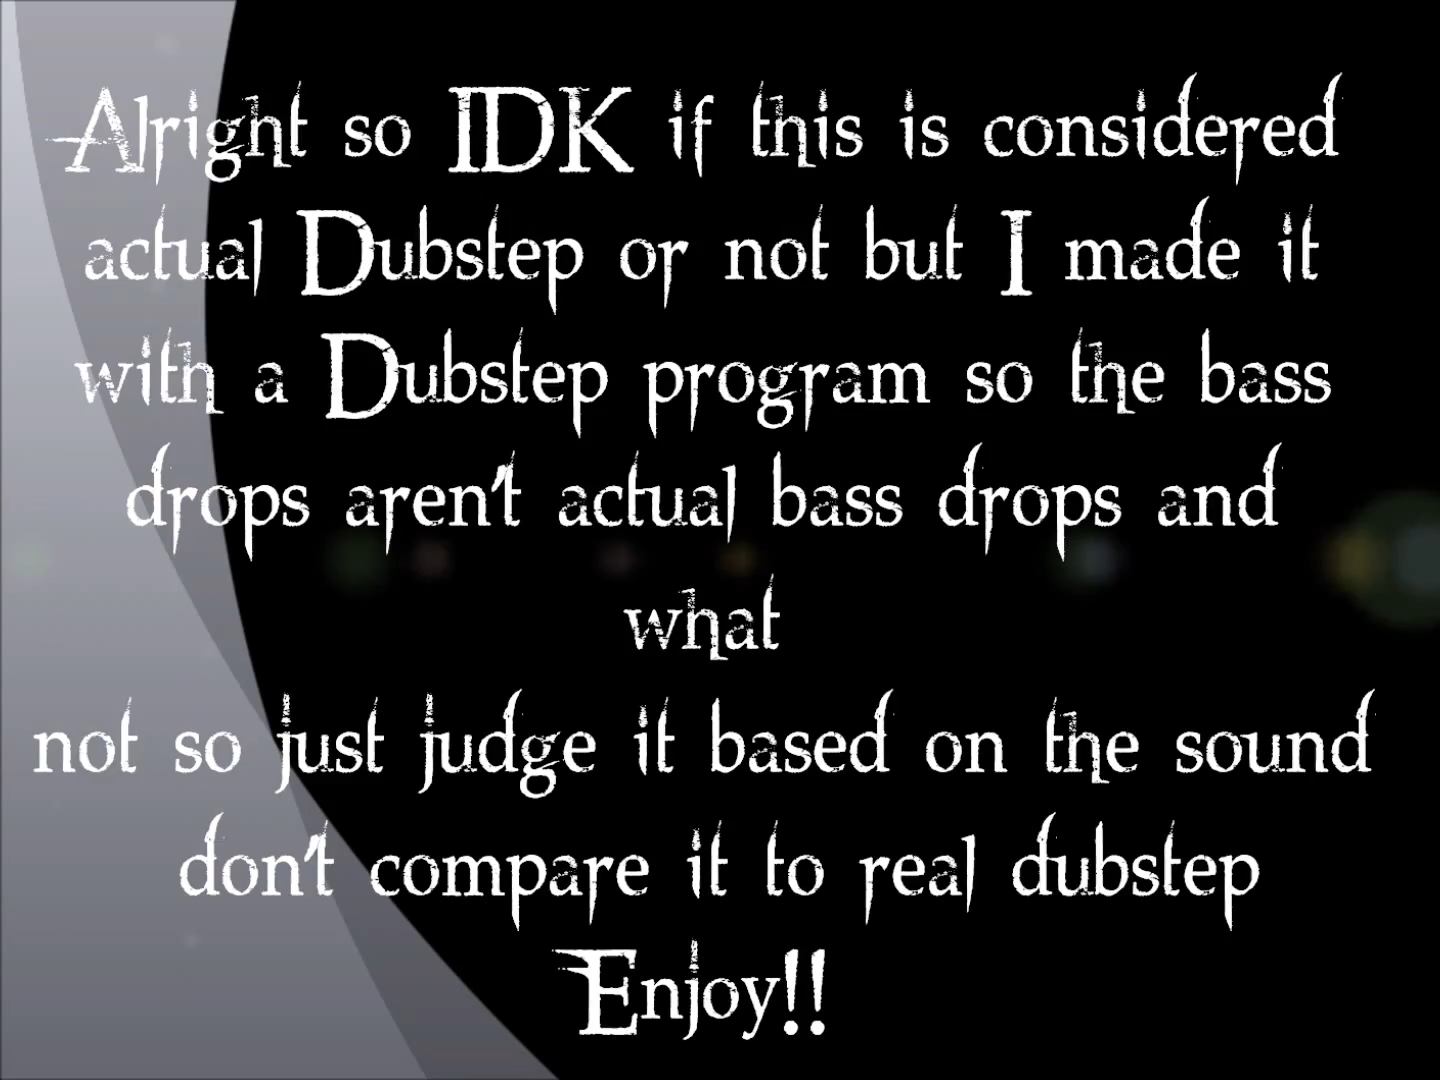 Alright so IDK if this is considered
actual Dubstep or not but I made it
with a Dubstep program so the bass
drops aren't actual bass drops and
what
not so just judge it based on the sound
don't compare it to real dubstep
Enjoy!!